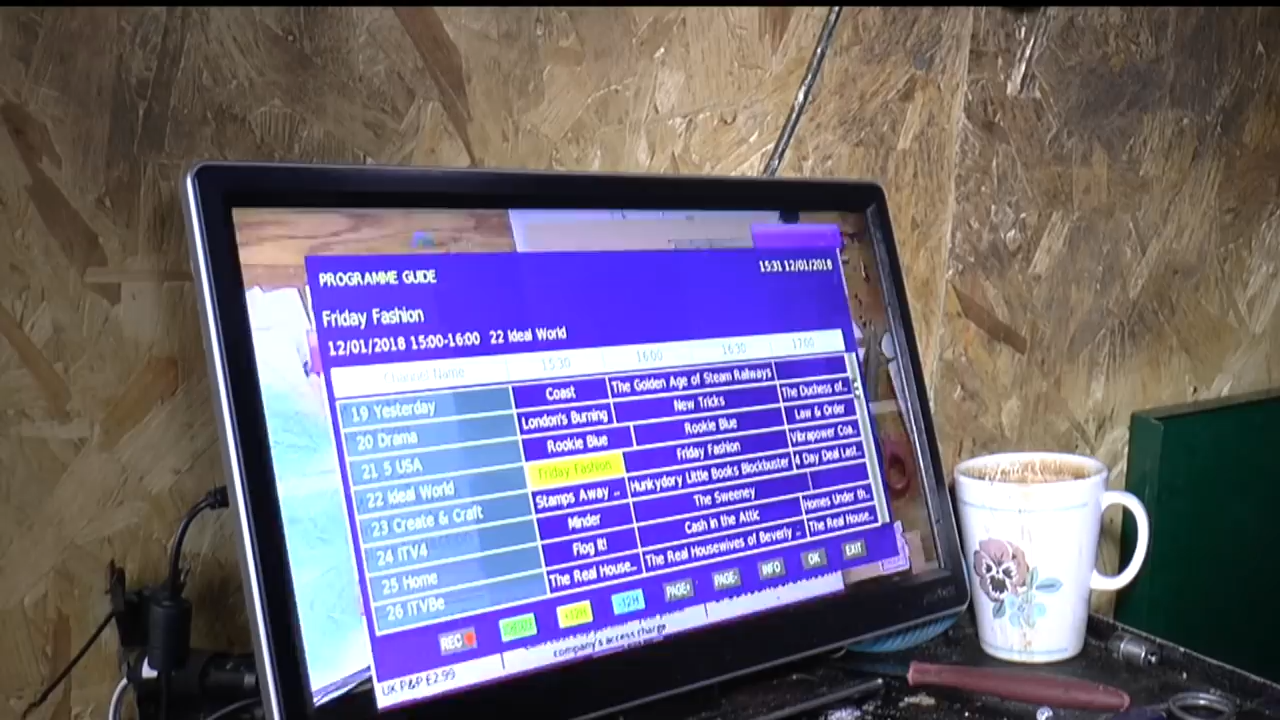 PROGRAMME GUIDE 15:31 12/01/2018
Friday Fashion
12/01/2018 15:00-16:00 22 Ideal World
Channel Name 15:30 16:00 16:30 17:00
19 Yesterday Coast The Golden Age of Steam Railways
20 Drama London's Burning New Tricks The Duchess of..
21 5 USA Rookie Blue Rookie Blue Law & Order
22 Ideal World Friday Fashion Friday Fashion Vibrapower Coa..
23 Create & Craft Stamps Away .. Hunkydory Little Books Blockbuster 4 Day Deal Last..
24 ITV4 Minder The Sweeney
25 Home Flog It! Cash in the Attic Homes Under th..
26 ITVBe The Real House.. The Real Housewives of Beverly .. The Real House..
REC +12H -12H PAGE+ PAGE- INFO OK EXIT
company's access charge
UK P&P £2.99